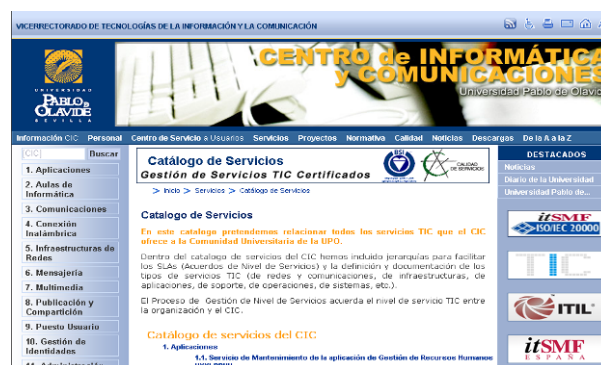 VICERRECTORADO DE TECNOLOGÍAS DE LA INFORMACIÓN Y LA COMUNICACIÓN
CENTRO de INFORMÁTICA
y COMUNICACIONES
Universidad Pablo de Olavide
UNIVERSIDAD
PABLO DE
OLAVIDE
SEVILLA
Información CIC Personal Centro de Servicio a Usuarios Servicios Proyectos Normativa Calidad Noticias Descargas De la A a la Z
CIC Buscar
1. Aplicaciones
2. Aulas de
Informática
3. Comunicaciones
4. Conexión
Inalámbrica
5. Infraestructuras de
Redes
6. Mensajería
7. Multimedia
8. Publicación y
Compartición
9. Puesto Usuario
10. Gestión de
Identidades
11. Administración
Catálogo de Servicios
Gestión de Servicios TIC Certificados
BSI
CALIDAD
DE SERVICIOS
> Inicio > Servicios > Catálogo de Servicios
Catalogo de Servicios
En este catalogo pretendemos relacionar todos los servicios TIC que el CIC
ofrece a la Comunidad Universitaria de la UPO.
Dentro del catalogo de servicios del CIC hemos incluido jerarquías para facilitar
los SLAs (Acuerdos de Nivel de Servicios) y la definición y documentación de los
tipos de servicios TIC (de redes y comunicaciones, de infraestructuras, de
aplicaciones, de soporte, de operaciones, de sistemas, etc.).
El Proceso de Gestión de Nivel de Servicios acuerda el nivel de servicio TIC entre
la organización y el CIC.
Catálogo de servicios del CIC
1. Aplicaciones
1.1. Servicio de Mantenimiento de la aplicación de Gestión de Recursos Humanos
DESTACADOS
Noticias
Diario de la Universidad
Universidad Pablo de...
itSMF
ISO/IEC 20000
TIC
ITIL
itSMF
ESPAÑA